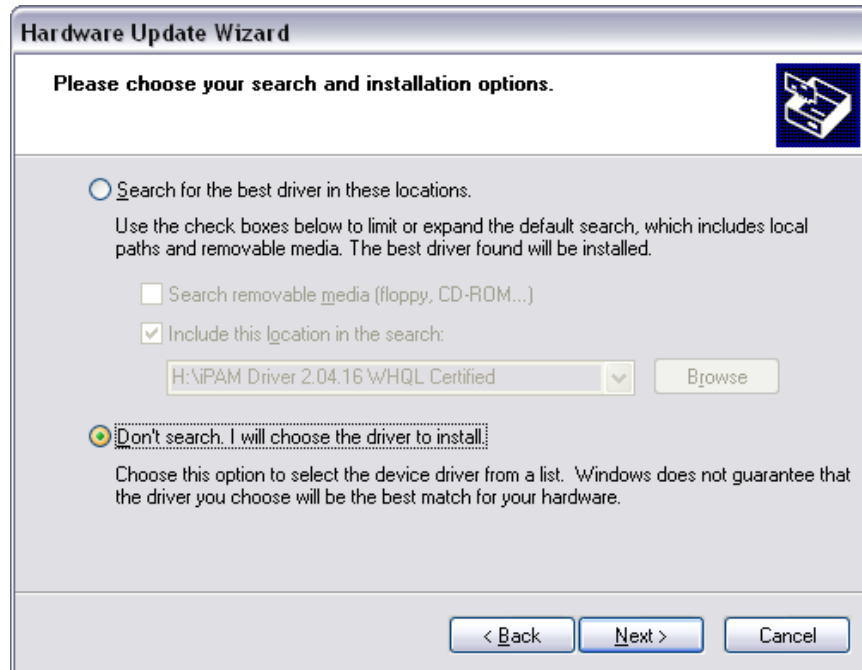 Hardware Update Wizard
Please choose your search and installation options.
Search for the best driver in these locations.
Use the check boxes below to limit or expand the default search, which includes local
paths and removable media. The best driver found will be installed.
Search removable media (floppy, CD-ROM...)
Include this location in the search:
H:\iPAM Driver 2.04.16 WHQL Certified
Browse
Don't search. I will choose the driver to install.
Choose this option to select the device driver from a list. Windows does not guarantee that
the driver you choose will be the best match for your hardware.
< Back Next > Cancel